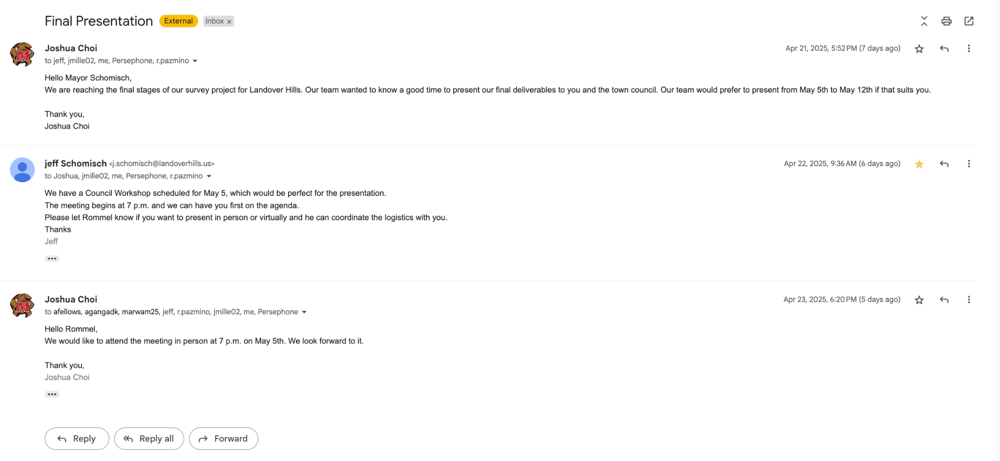 Final Presentation External Inbox ×
Joshua Choi Apr 21, 2025, 5:52 PM (7 days ago)
to jeff, jmille02, me, Persephone, r.pazmino
Hello Mayor Schomisch,
We are reaching the final stages of our survey project for Landover Hills. Our team wanted to know a good time to present our final deliverables to you and the town council. Our team would prefer to present from May 5th to May 12th if that suits you.
Thank you,
Joshua Choi
jeff Schomisch <j.schomisch@landoverhills.us> Apr 22, 2025, 9:36 AM (6 days ago)
to Joshua, jmille02, me, Persephone, r.pazmino
We have a Council Workshop scheduled for May 5, which would be perfect for the presentation.
The meeting begins at 7 p.m. and we can have you first on the agenda.
Please let Rommel know if you want to present in person or virtually and he can coordinate the logistics with you.
Thanks
Jeff
•••
Joshua Choi Apr 23, 2025, 6:20 PM (5 days ago)
to afellows, agangadk, marwam25, jeff, r.pazmino, jmille02, me, Persephone
Hello Rommel,
We would like to attend the meeting in person at 7 p.m. on May 5th. We look forward to it.
Thank you,
Joshua Choi
•••
Reply Reply all Forward